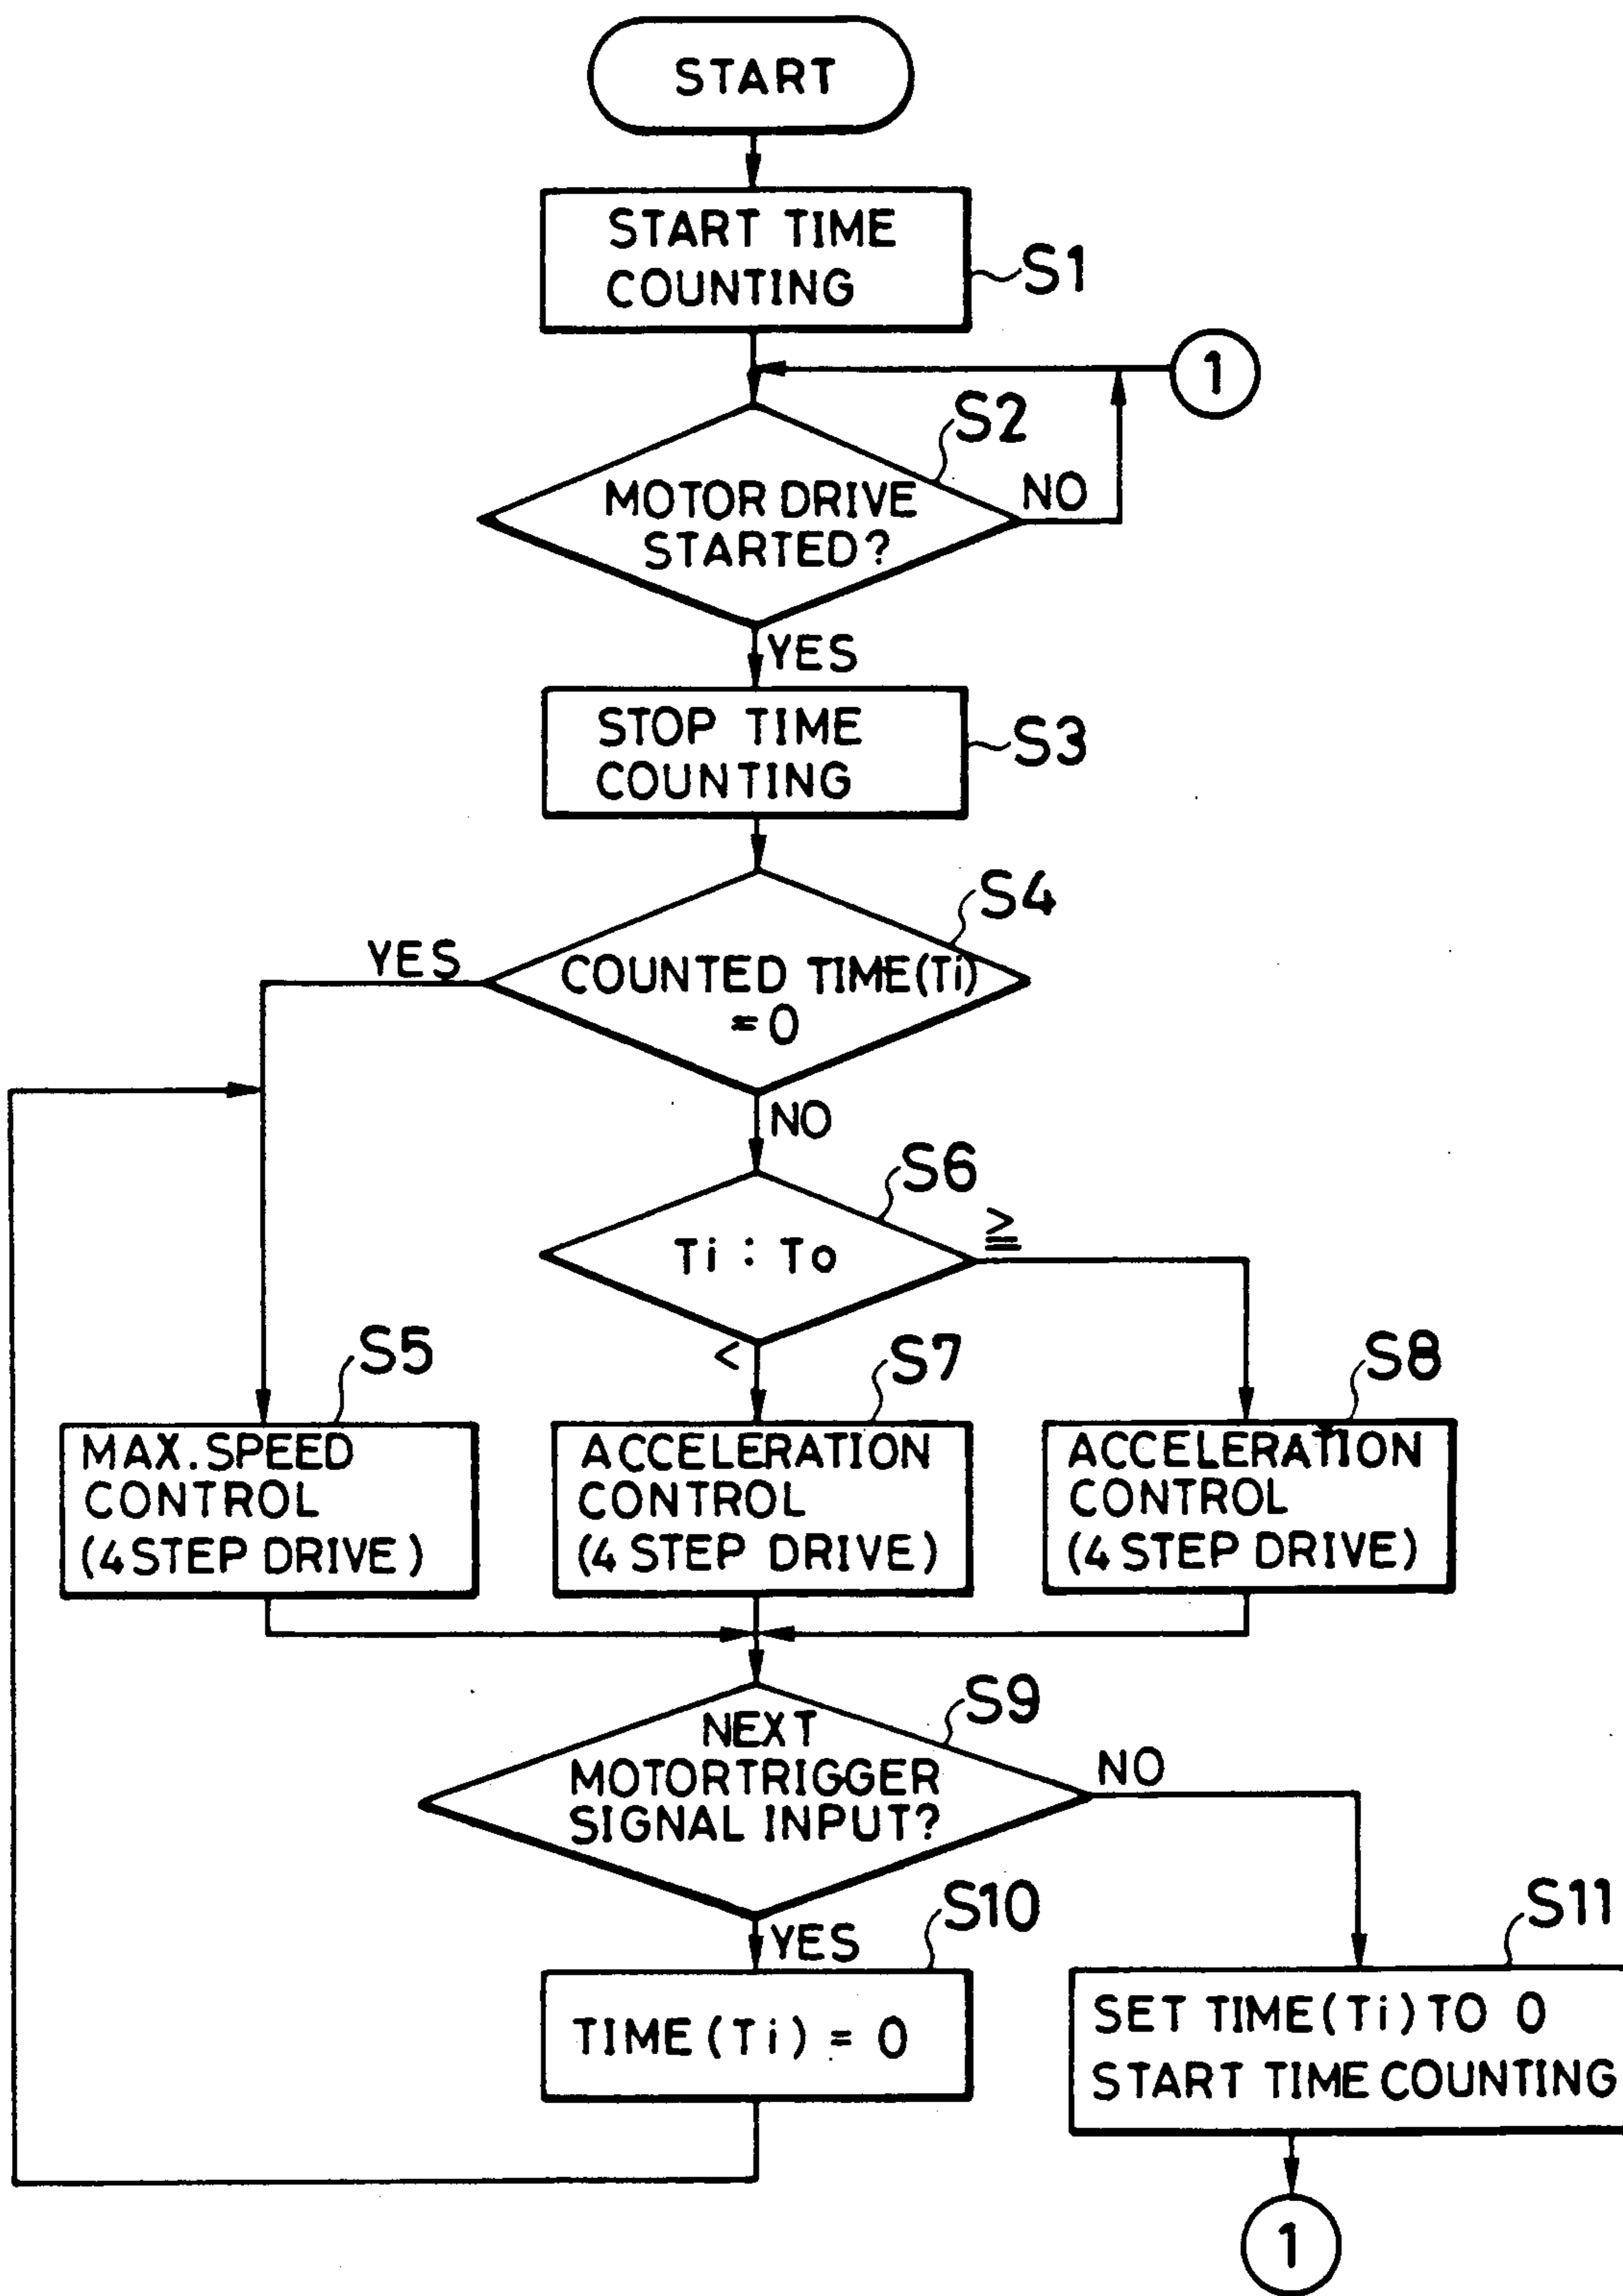 START
START TIME
COUNTING
S1
1
S2
MOTOR DRIVE
STARTED?
NO
YES
STOP TIME
COUNTING
S3
S4
YES
COUNTED TIME(Ti)
=0
NO
S6
Ti : To
≧
<
S5
S7
S8
MAX.SPEED
CONTROL
(4 STEP DRIVE)
ACCELERATION
CONTROL
(4 STEP DRIVE)
ACCELERATION
CONTROL
(4 STEP DRIVE)
S9
NEXT
MOTORTRIGGER
SIGNAL INPUT?
NO
YES
S10
S11
TIME(Ti) = 0
SET TIME(Ti) TO 0
START TIME COUNTING
1